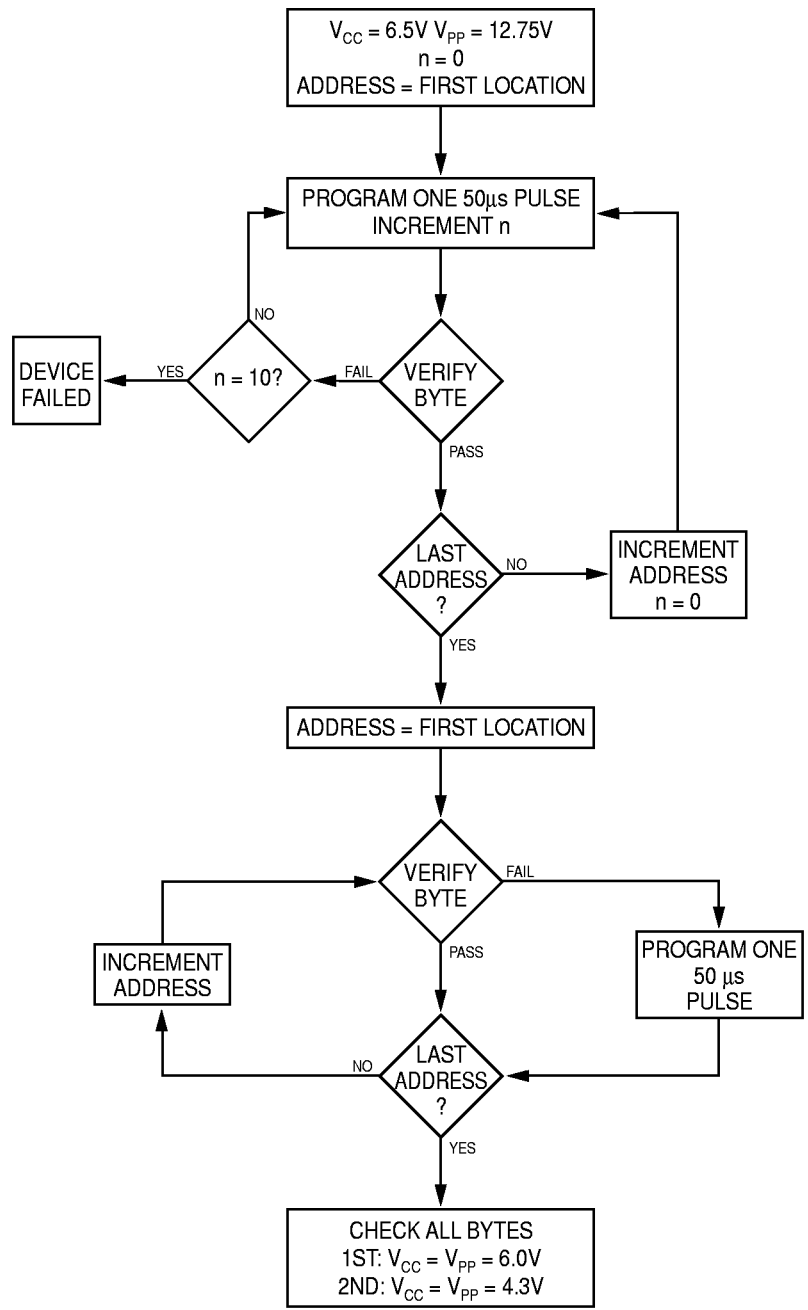 V_CC = 6.5V V_PP = 12.75V
n = 0
ADDRESS = FIRST LOCATION
PROGRAM ONE 50µs PULSE
INCREMENT n
NO
DEVICE
FAILED
YES
n = 10?
FAIL
VERIFY
BYTE
PASS
LAST
ADDRESS
?
NO
INCREMENT
ADDRESS
n = 0
YES
ADDRESS = FIRST LOCATION
VERIFY
BYTE
FAIL
PASS
INCREMENT
ADDRESS
PROGRAM ONE
50 µs
PULSE
NO
LAST
ADDRESS
?
YES
CHECK ALL BYTES
1ST: V_CC = V_PP = 6.0V
2ND: V_CC = V_PP = 4.3V